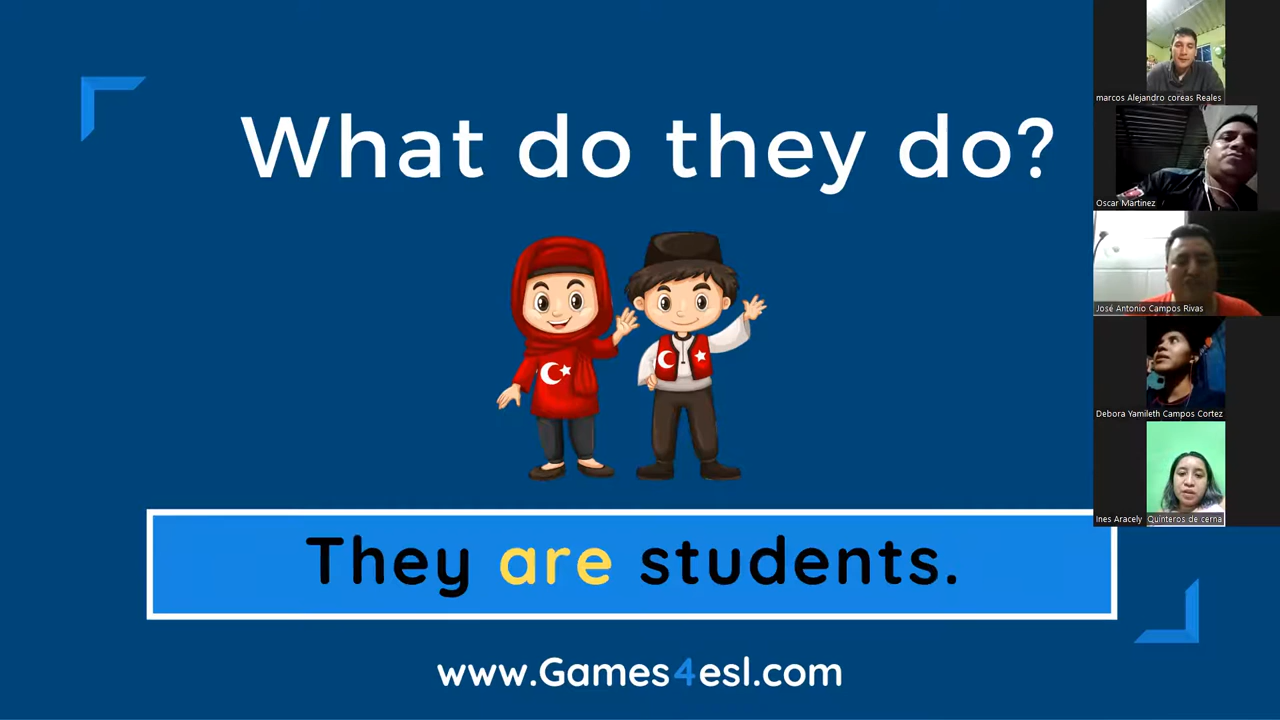 What do they do?
They are students.
www.Games4esl.com
marcos Alejandro coreas Reales
Oscar Martinez
José Antonio Campos Rivas
Debora Yamileth Campos Cortez
Ines Aracely Quinteros de cerna